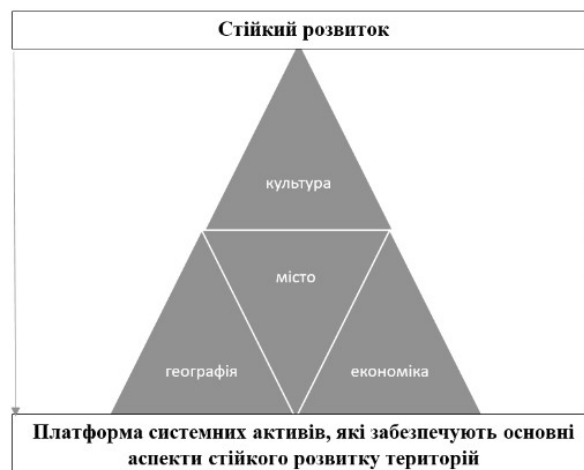 Стійкий розвиток
культура
місто
географія
економіка
Платформа системних активів, які забезпечують основні
аспекти стійкого розвитку територій